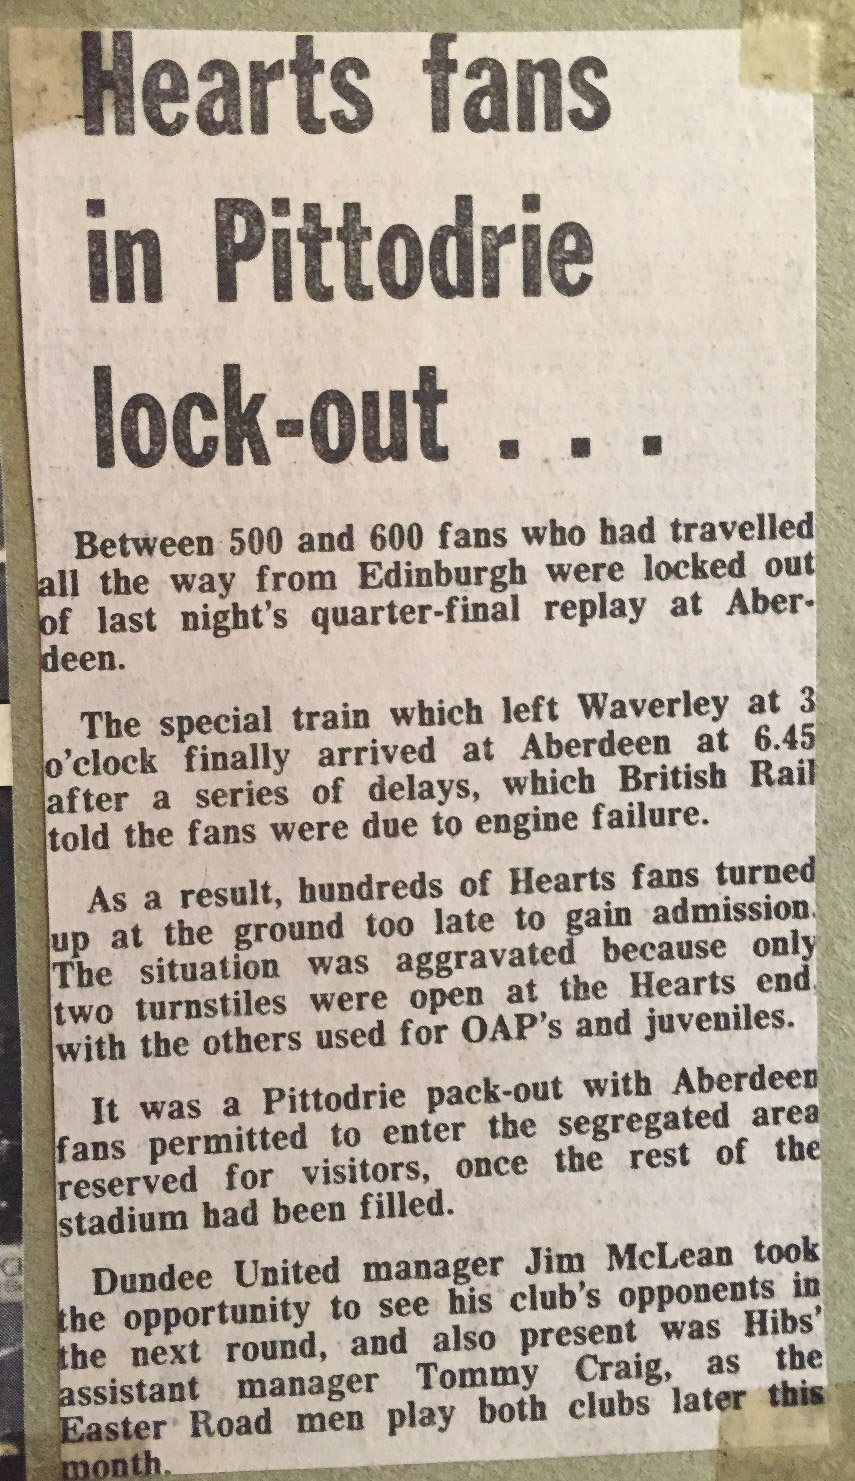 Hearts fans
in Pittodrie
lock-out . . .
Between 500 and 600 fans who had travelled
all the way from Edinburgh were locked out
of last night's quarter-final replay at Aber-
deen.
The special train which left Waverley at 3
o'clock finally arrived at Aberdeen at 6.45
after a series of delays, which British Rail
told the fans were due to engine failure.
As a result, hundreds of Hearts fans turned
up at the ground too late to gain admission.
The situation was aggravated because only
two turnstiles were open at the Hearts end,
with the others used for OAP's and juveniles.
It was a Pittodrie pack-out with Aberdeen
fans permitted to enter the segregated area
reserved for visitors, once the rest of the
stadium had been filled.
Dundee United manager Jim McLean took
the opportunity to see his club's opponents in
the next round, and also present was Hibs'
assistant manager Tommy Craig, as the
Easter Road men play both clubs later this
month.